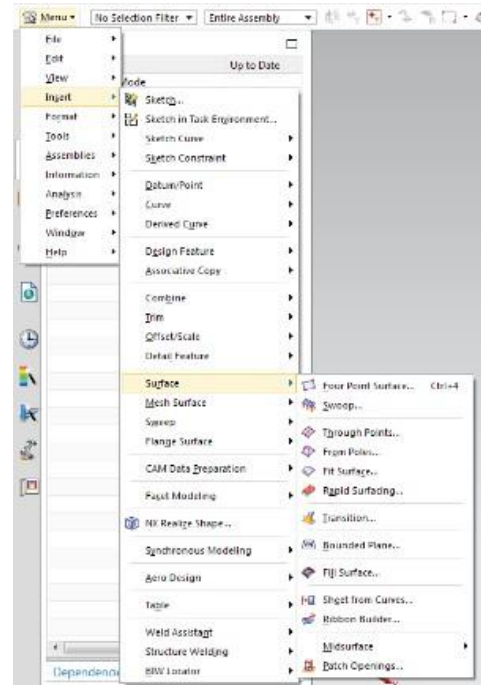 Menu
No Selection Filter
Entire Assembly
File
Edit
View
Insert
Format
Tools
Assemblies
Information
Analysis
Preferences
Window
Help
Up to Date
Mode
Sketch...
Sketch in Task Environment...
Sketch Curve
Sketch Constraint
Datum/Point
Curve
Derived Curve
Design Feature
Associative Copy
Combine
Trim
Offset/Scale
Detail Feature
Surface
Mesh Surface
Sweep
Flange Surface
CAM Data Preparation
Facet Modeling
NX Realize Shape...
Synchronous Modeling
Aero Design
Table
Weld Assistant
Structure Welding
BIW Locator
Four Point Surface... Ctrl+4
Swoop...
Through Points...
From Poles...
Fit Surface...
Rapid Surfacing...
Transition...
Bounded Plane...
Fill Surface...
Sheet from Curves...
Ribbon Builder...
Midsurface
Patch Openings...